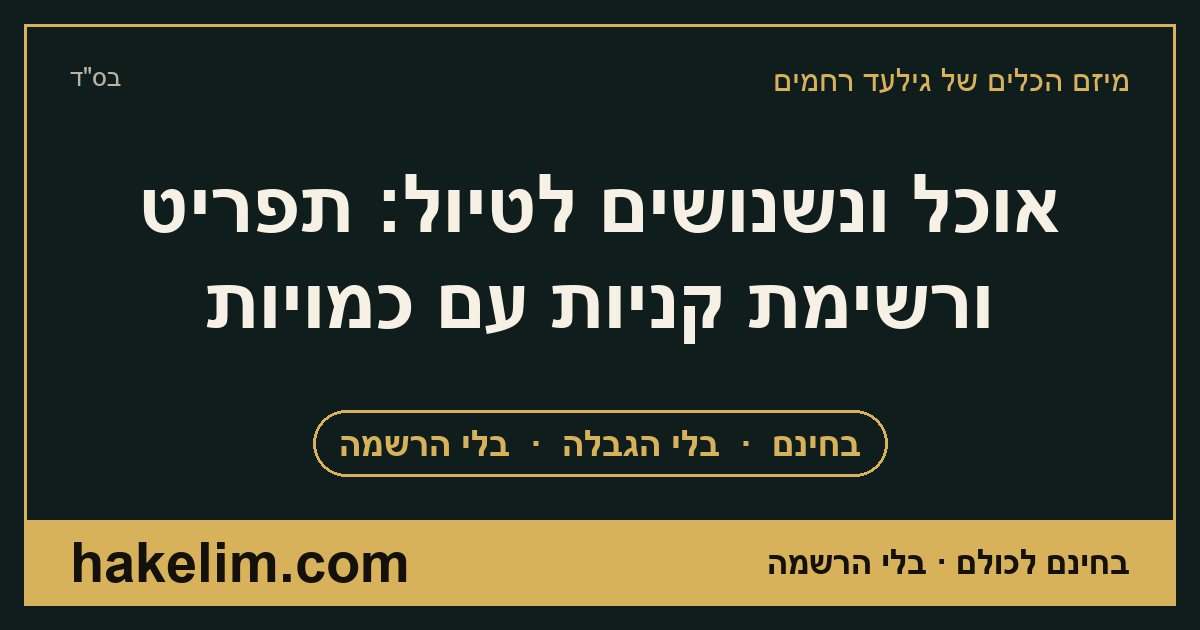 מיזם הכלים של גילעד רחמים
בס"ד
אוכל ונשנושים לטיול: תפריט
ורשימת קניות עם כמויות
בחינם · בלי הגבלה · בלי הרשמה
בחינם לכולם · בלי הרשמה
hakelim.com